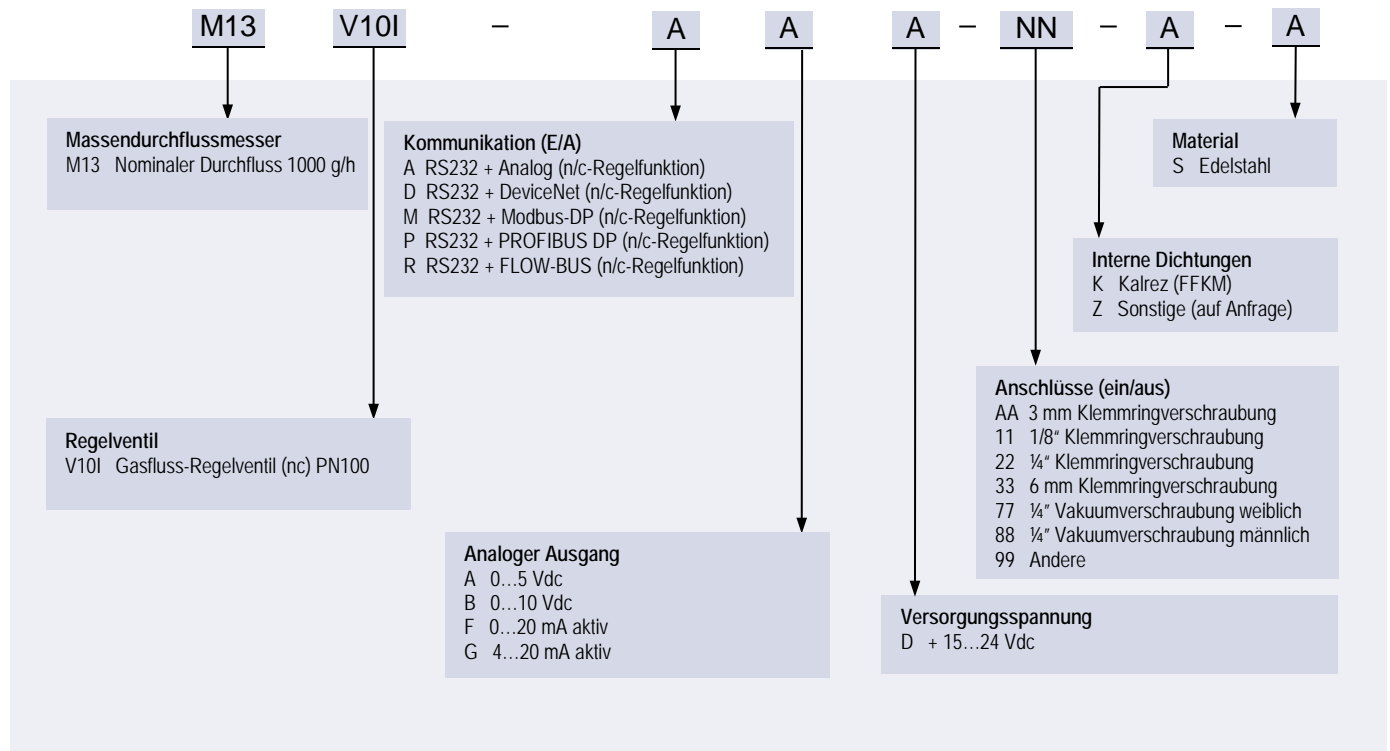 M13 V10I – A A A – NN – A – A
Massendurchflussmesser
M13 Nominaler Durchfluss 1000 g/h
Kommunikation (E/A)
A RS232 + Analog (n/c-Regelfunktion)
D RS232 + DeviceNet (n/c-Regelfunktion)
M RS232 + Modbus-DP (n/c-Regelfunktion)
P RS232 + PROFIBUS DP (n/c-Regelfunktion)
R RS232 + FLOW-BUS (n/c-Regelfunktion)
Material
S Edelstahl
Interne Dichtungen
K Kalrez (FFKM)
Z Sonstige (auf Anfrage)
Anschlüsse (ein/aus)
AA 3 mm Klemmringverschraubung
11 1/8“ Klemmringverschraubung
22 ¼“ Klemmringverschraubung
33 6 mm Klemmringverschraubung
77 ¼” Vakuumverschraubung weiblich
88 ¼” Vakuumverschraubung männlich
99 Andere
Regelventil
V10I Gasfluss-Regelventil (nc) PN100
Analoger Ausgang
A 0…5 Vdc
B 0…10 Vdc
F 0…20 mA aktiv
G 4…20 mA aktiv
Versorgungsspannung
D + 15…24 Vdc